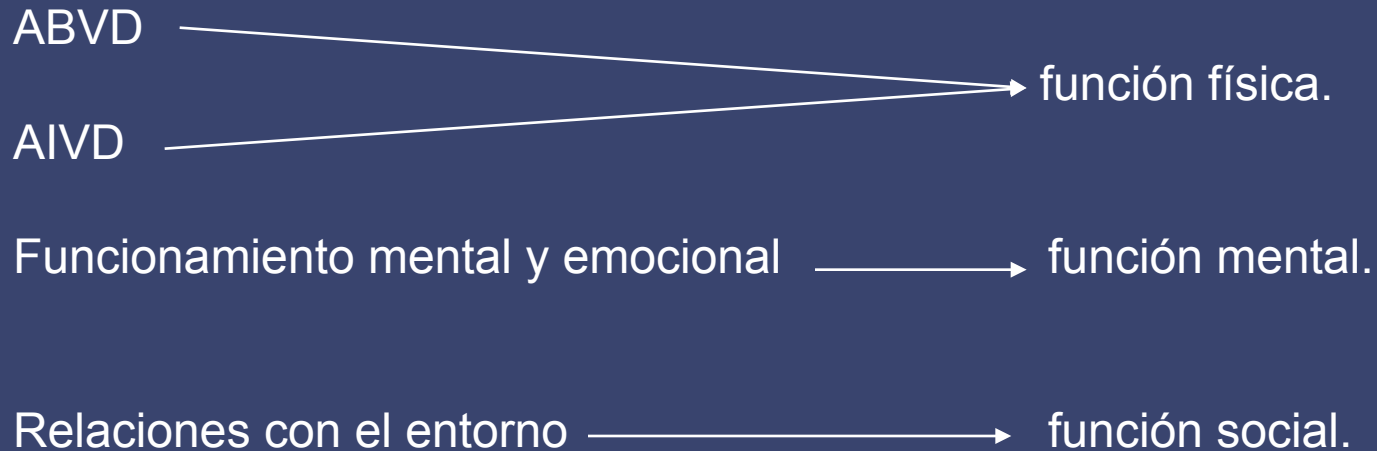 ABVD
función física.
AIVD
Funcionamiento mental y emocional función mental.
Relaciones con el entorno función social.